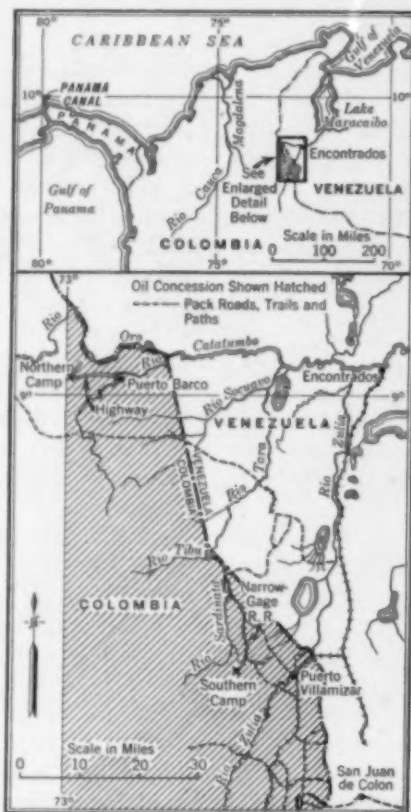 CARIBBEAN SEA
Gulf of
Venezuela
10
PANAMA
CANAL
PANAMA
Gulf of
Panama
Magdalena
Rio Cauca
Lake
Maracaibo
10
Encontrados
See
Enlarged
Detail
Below
VENEZUELA
COLOMBIA
Scale in Miles
0 100 200
80
75
70
73°
Oil Concession Shown Hatched
Pack Roads, Trails and
Paths
Rio
Oro
Catatumbo
Northern
Camp
Rio
Puerto Barco
Encontrados
9°
9°
Highway
Rio Socuavo
VENEZUELA
Rio Zulia
VENEZUELA
COLOMBIA
Rio Tara
Rio Tibu
COLOMBIA
Rio Sardinata
Narrow-
Gage
R.R.
N
Southern
Camp
Puerto
Villamizar
Rio Zulia
Scale in Miles
0 10 20 30
San Juan
de Colon
73°